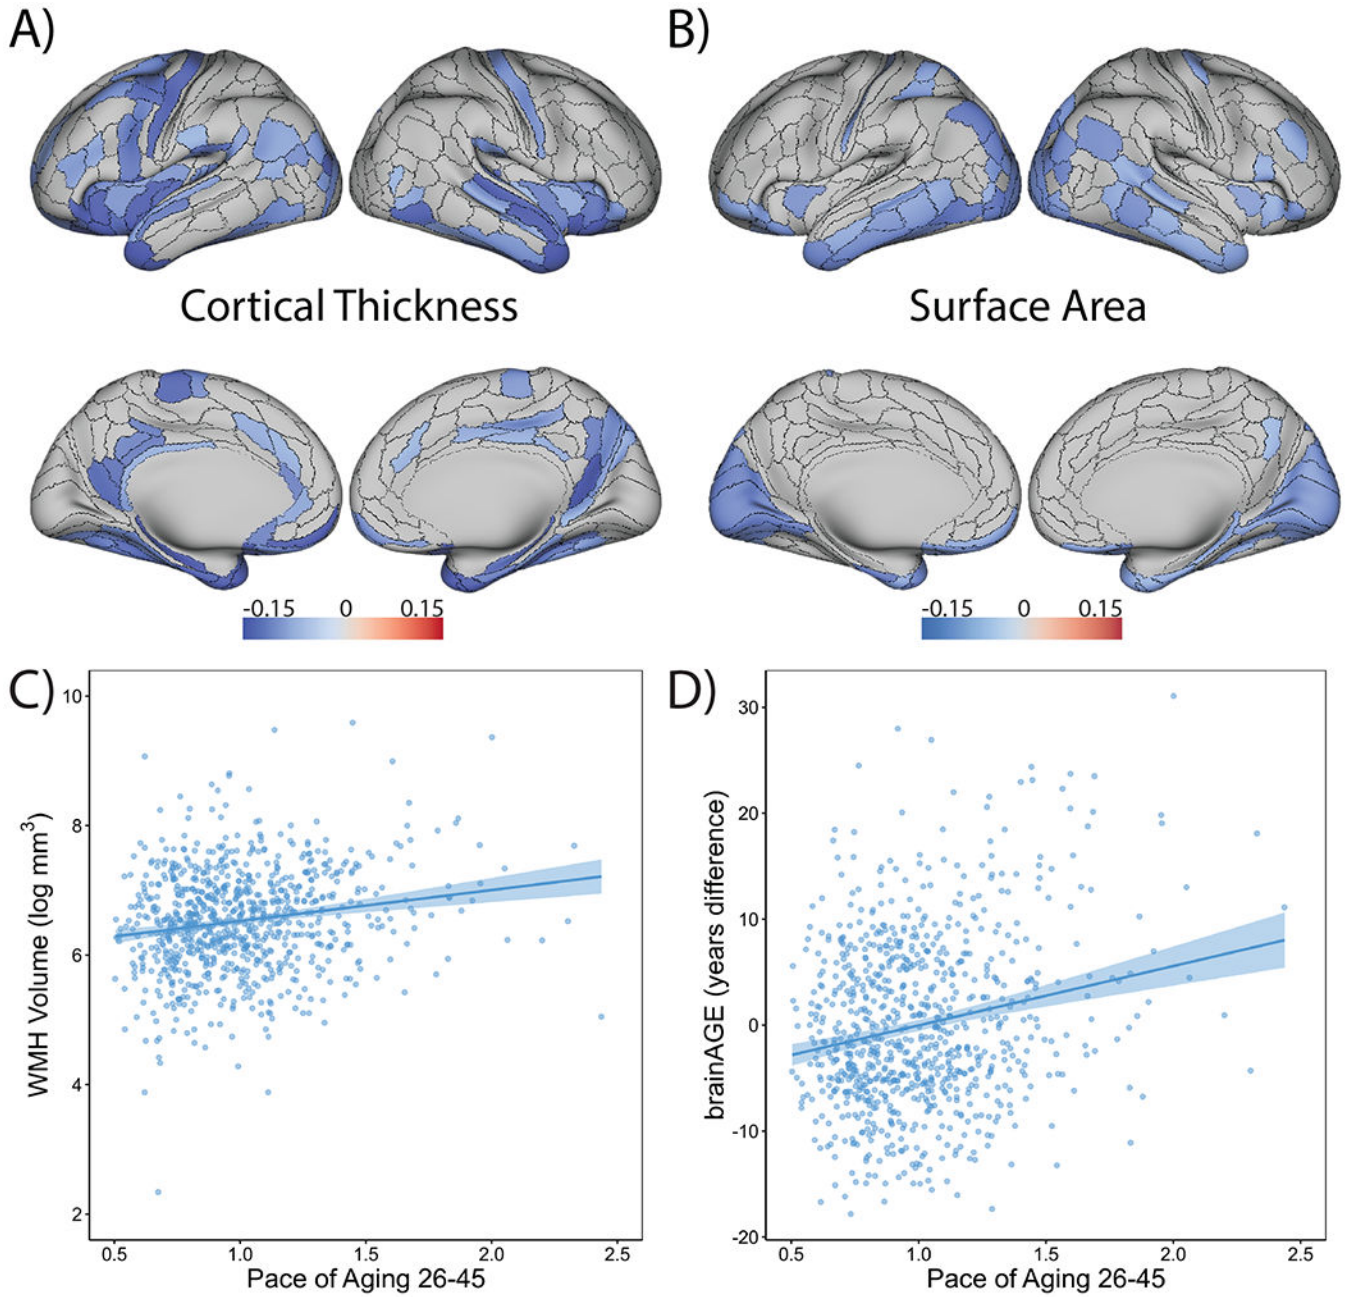 A)
B)
Cortical Thickness
Surface Area
-0.15 0 0.15
-0.15 0 0.15
C)
10
8
6
4
2
WMH Volume (log mm³)
0.5 1.0 1.5 2.0 2.5
Pace of Aging 26-45
D)
30
20
10
0
-10
-20
brainAGE (years difference)
0.5 1.0 1.5 2.0 2.5
Pace of Aging 26-45